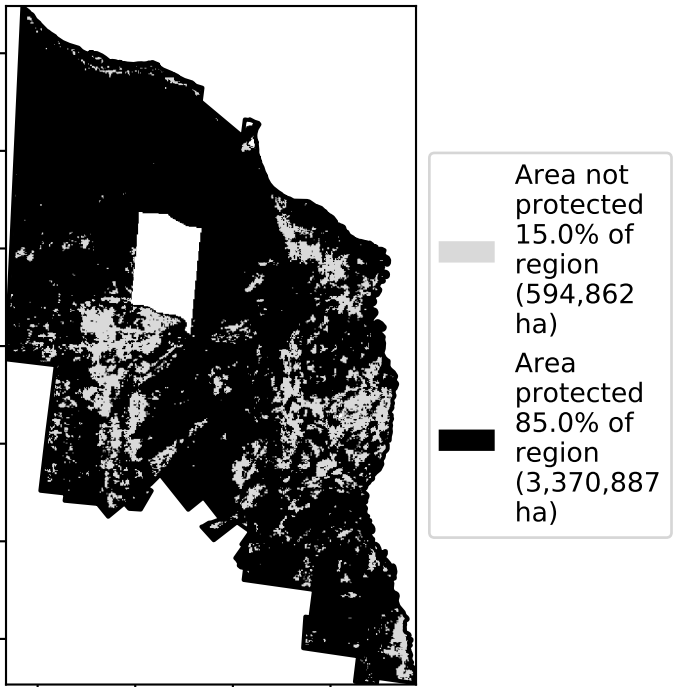 Area not
protected
15.0% of
region
(594,862
ha)
Area
protected
85.0% of
region
(3,370,887
ha)